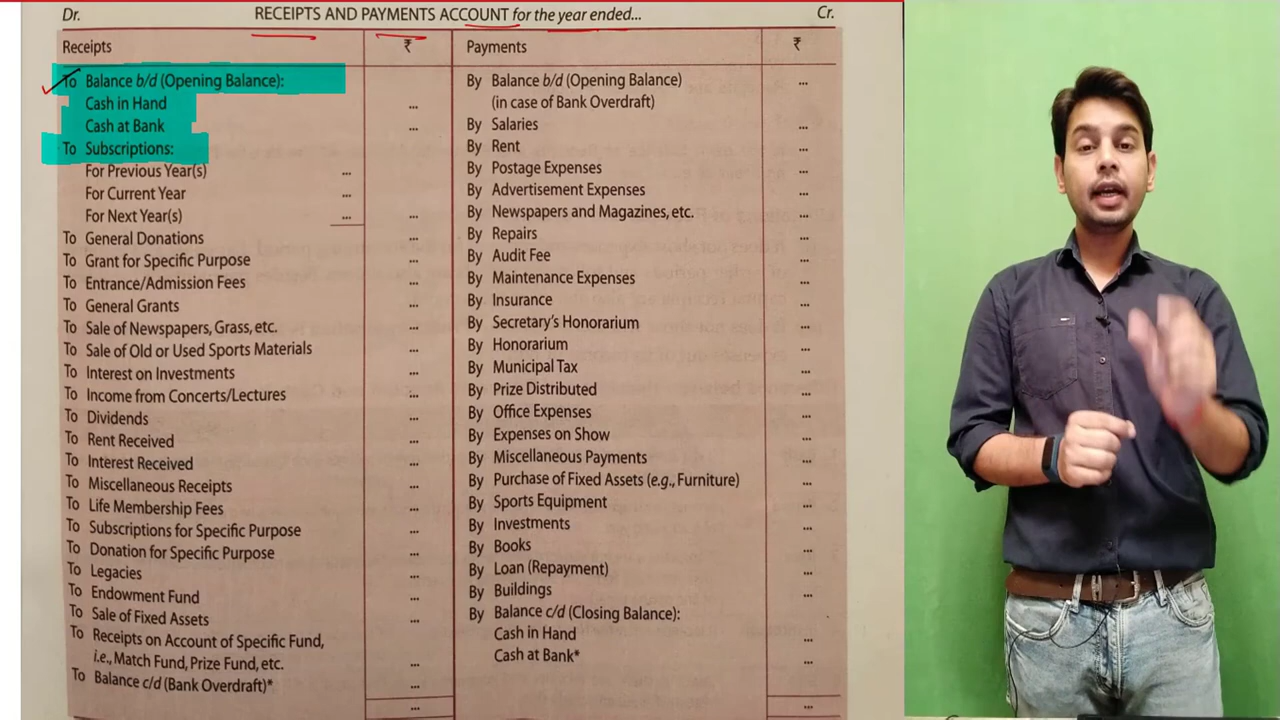 Dr. RECEIPTS AND PAYMENTS ACCOUNT for the year ended... Cr.
Receipts ₹ Payments ₹
To Balance b/d (Opening Balance):
Cash in Hand ...
Cash at Bank ...
To Subscriptions:
For Previous Year(s) ...
For Current Year ...
For Next Year(s) ... ...
To General Donations ...
To Grant for Specific Purpose ...
To Entrance/Admission Fees ...
To General Grants ...
To Sale of Newspapers, Grass, etc. ...
To Sale of Old or Used Sports Materials ...
To Interest on Investments ...
To Income from Concerts/Lectures ...
To Dividends ...
To Rent Received ...
To Interest Received ...
To Miscellaneous Receipts ...
To Life Membership Fees ...
To Subscriptions for Specific Purpose ...
To Donation for Specific Purpose ...
To Legacies ...
To Endowment Fund ...
To Sale of Fixed Assets ...
To Receipts on Account of Specific Fund,
i.e., Match Fund, Prize Fund, etc. ...
To Balance c/d (Bank Overdraft)* ...
...
By Balance b/d (Opening Balance) ...
(in case of Bank Overdraft)
By Salaries ...
By Rent ...
By Postage Expenses ...
By Advertisement Expenses ...
By Newspapers and Magazines, etc. ...
By Repairs ...
By Audit Fee ...
By Maintenance Expenses ...
By Insurance ...
By Secretary's Honorarium ...
By Honorarium ...
By Municipal Tax ...
By Prize Distributed ...
By Office Expenses ...
By Expenses on Show ...
By Miscellaneous Payments ...
By Purchase of Fixed Assets (e.g., Furniture) ...
By Sports Equipment ...
By Investments ...
By Books ...
By Loan (Repayment) ...
By Buildings ...
By Balance c/d (Closing Balance):
Cash in Hand ...
Cash at Bank* ...
...